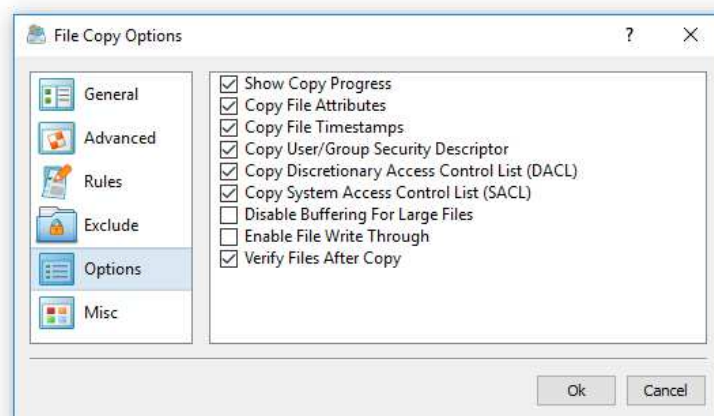 File Copy Options
?
General
Advanced
Rules
Exclude
Options
Misc
Show Copy Progress
Copy File Attributes
Copy File Timestamps
Copy User/Group Security Descriptor
Copy Discretionary Access Control List (DACL)
Copy System Access Control List (SACL)
Disable Buffering For Large Files
Enable File Write Through
Verify Files After Copy
Ok
Cancel